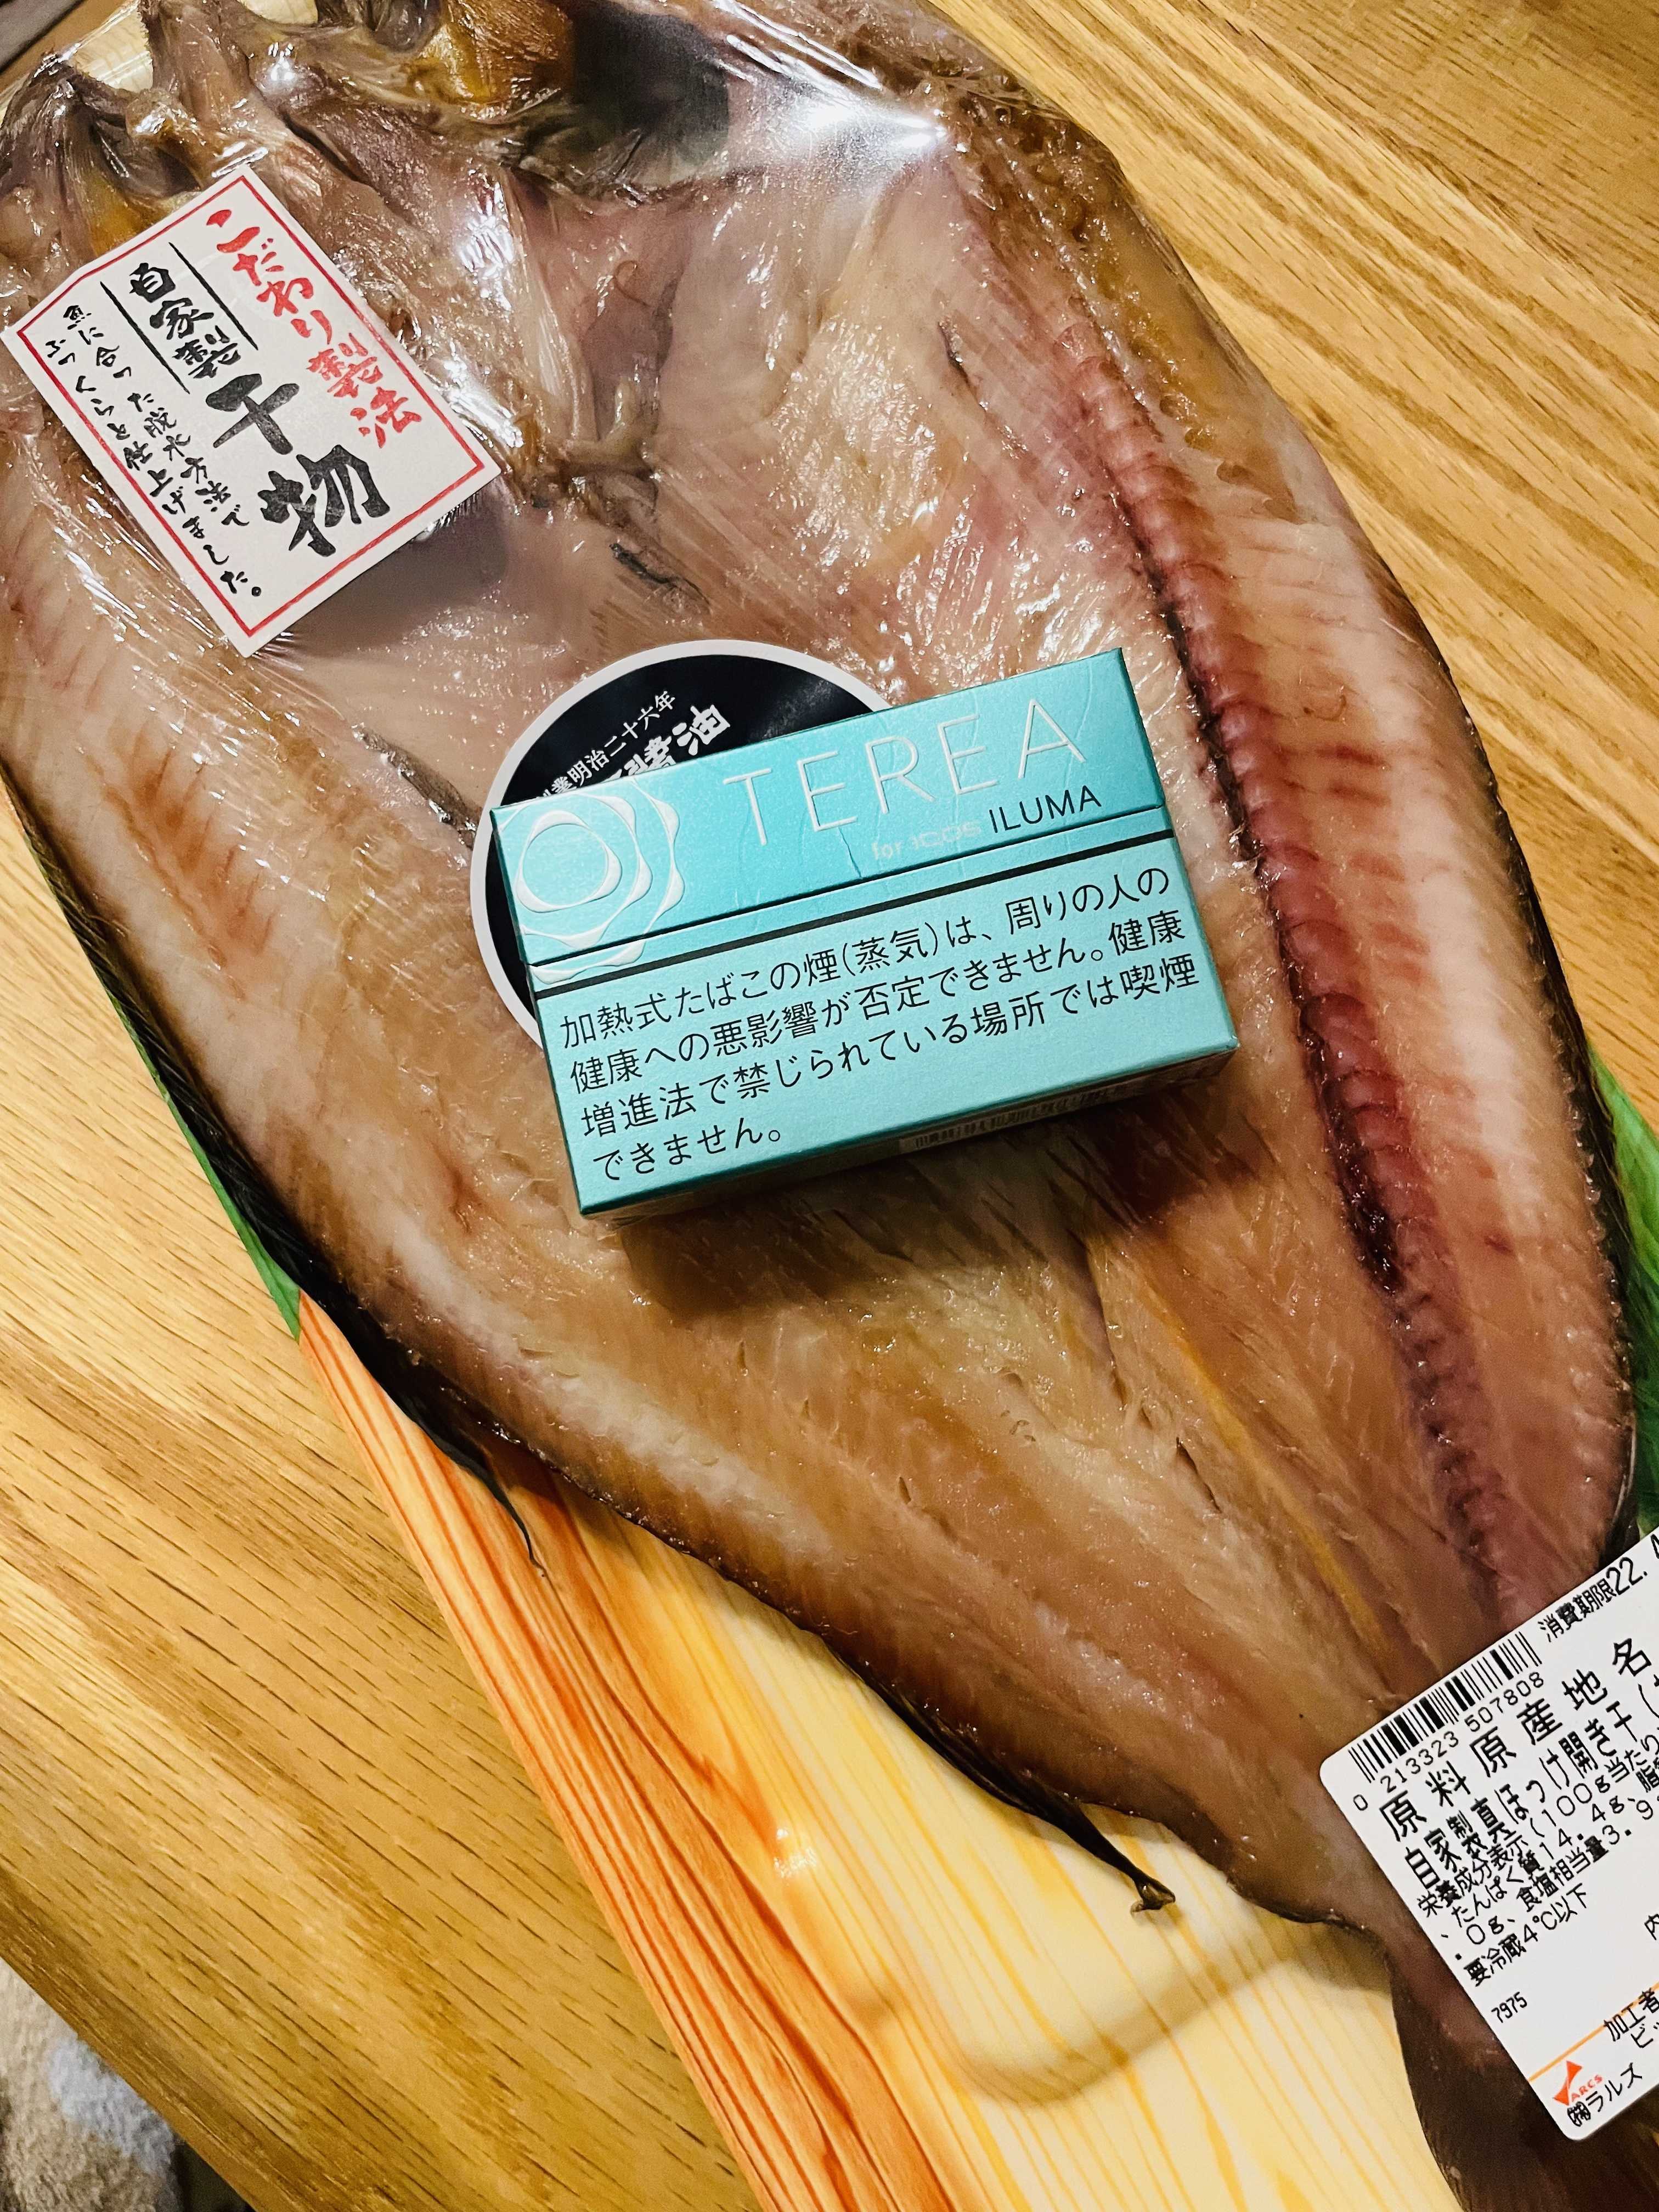 こだわり製法
自家製
干物
魚に合った脱水方法で
ふっくらと仕上げました。
業明治二十六年
醬油
TEREA
for IQOS ILUMA
加熱式たばこの煙(蒸気)は、周りの人の
健康への悪影響が否定できません。健康
増進法で禁じられている場所では喫煙
できません。
消費期限22.
0 213323 507808
原料原産地名
自家製真ほっけ開き干(
栄養成分表示(100g当たり
、たんぱく質14.4g、脂
.0g、食塩相当量3.9
要冷蔵4℃以下
7975
加工者
ARCS
㈱ラルズ